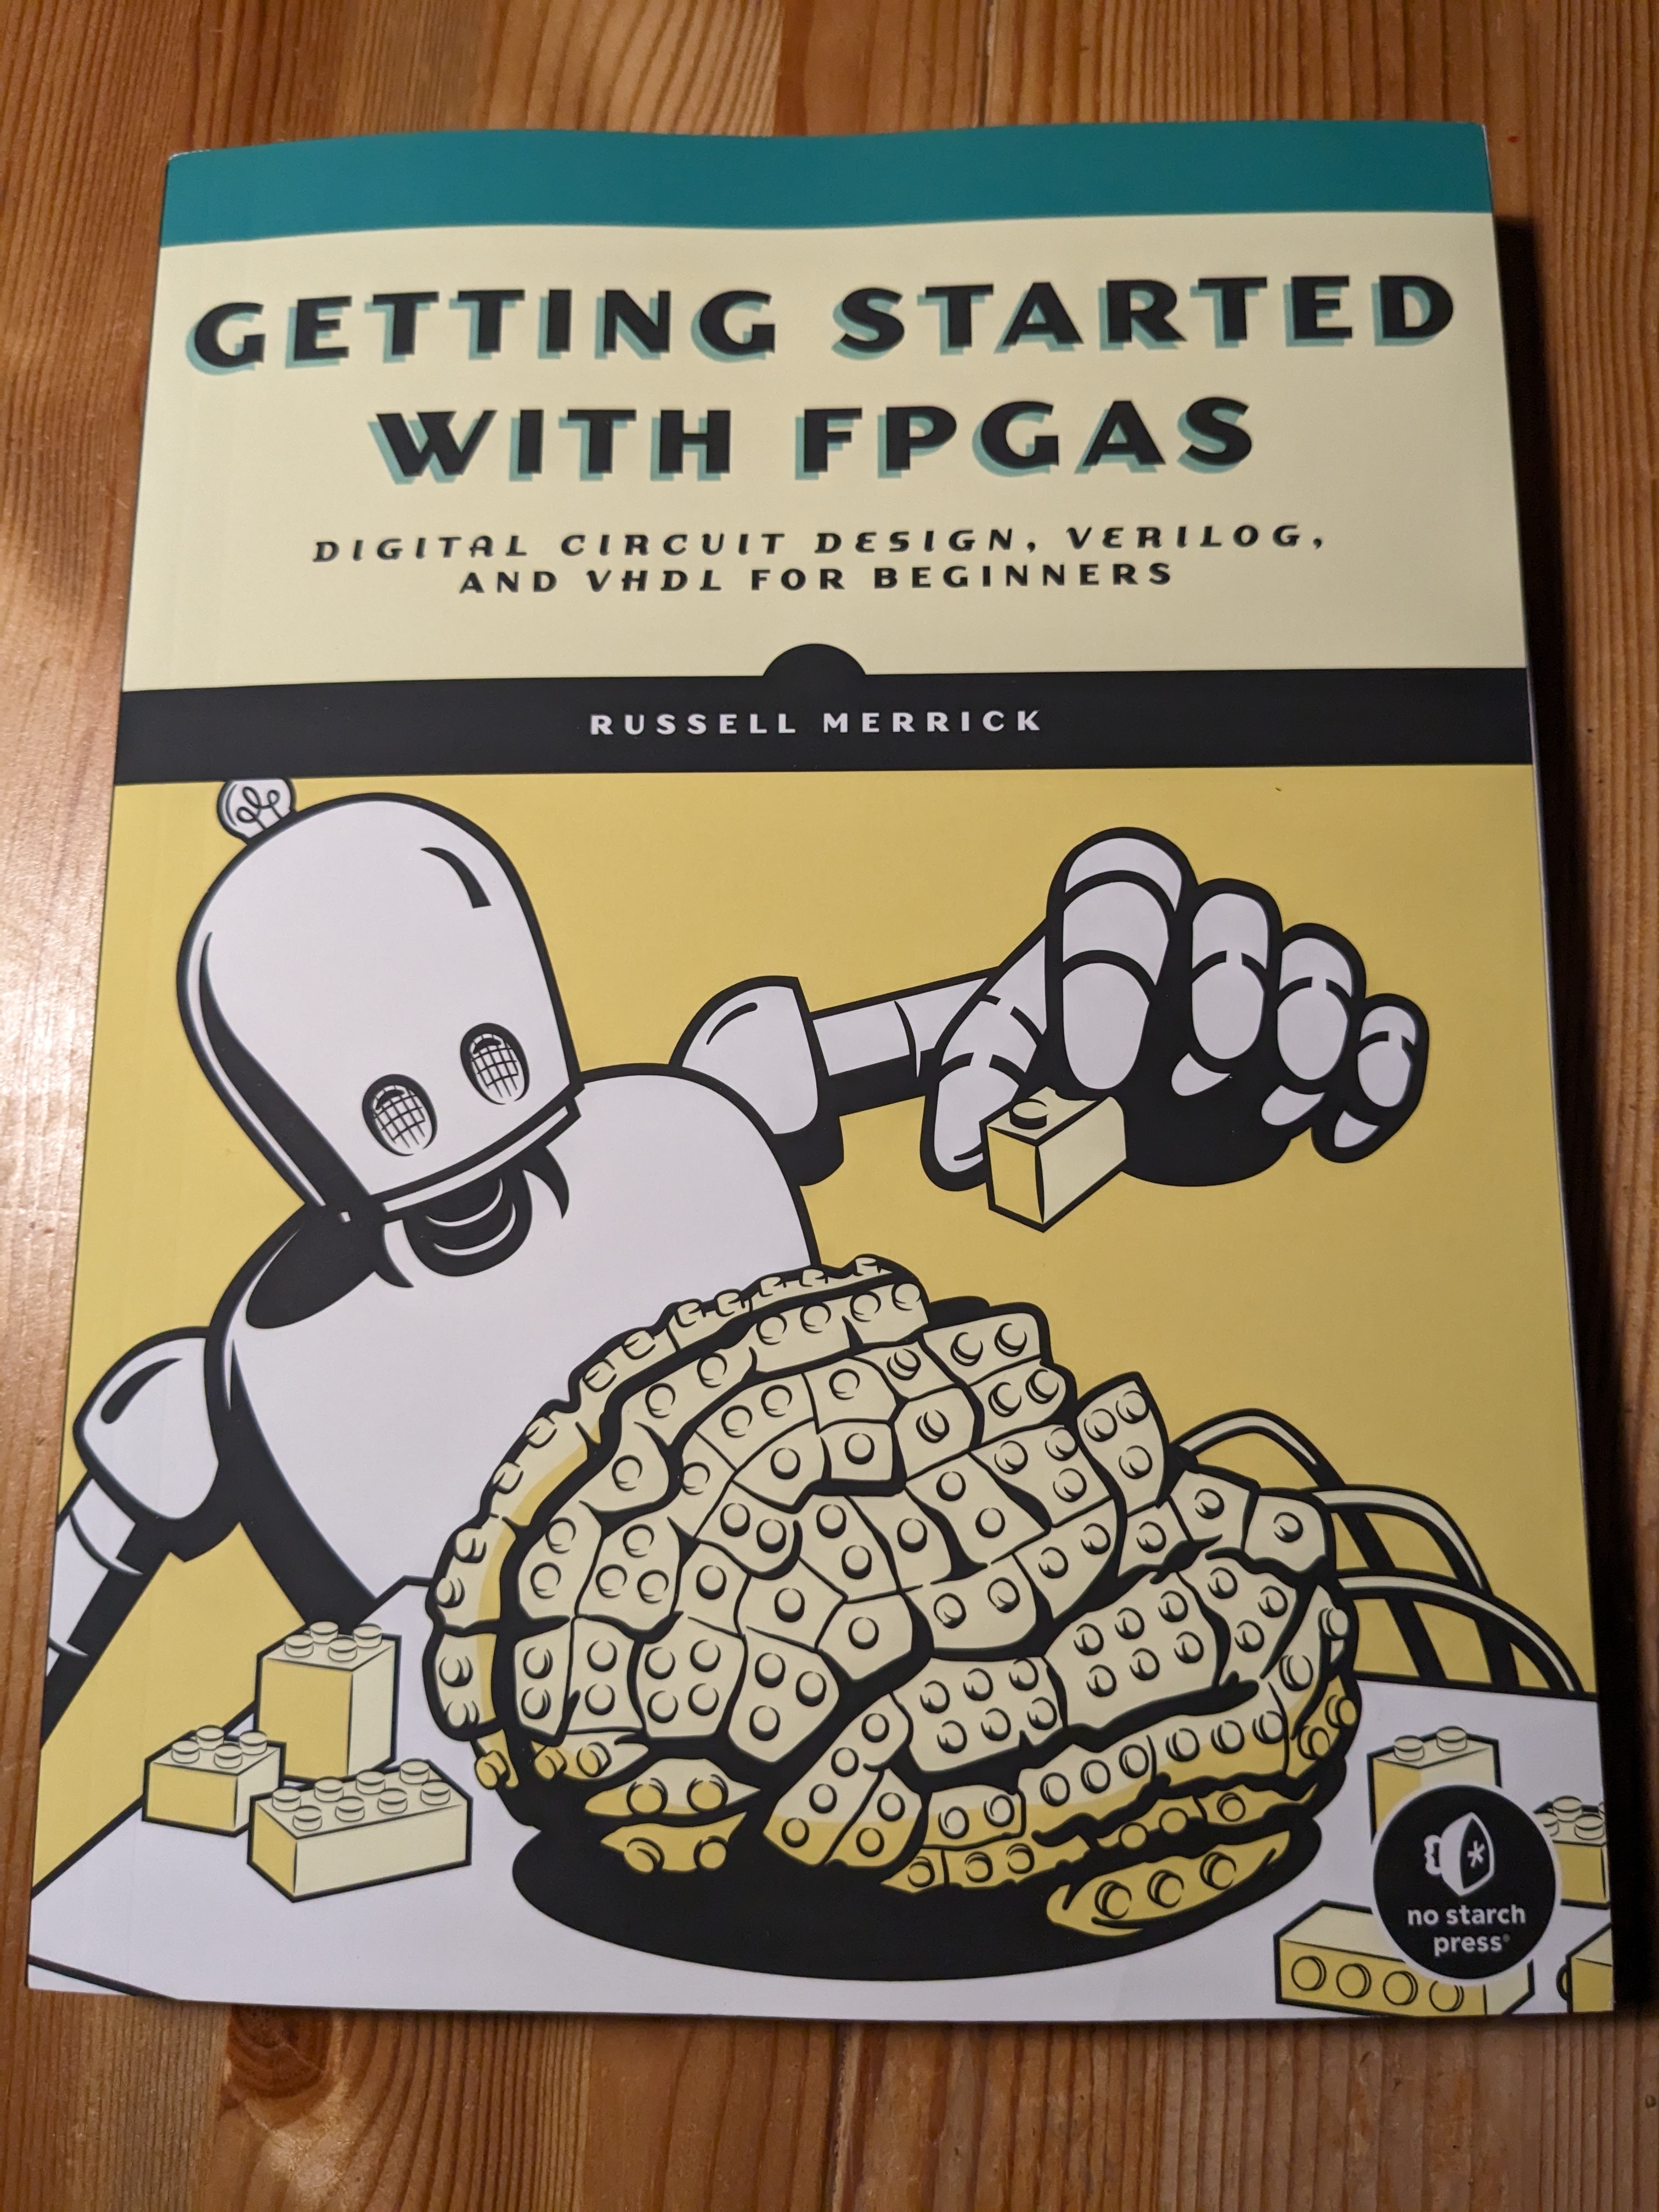 GETTING STARTED
WITH FPGAS
DIGITAL CIRCUIT DESIGN, VERILOG,
AND VHDL FOR BEGINNERS
RUSSELL MERRICK
no starch
press®